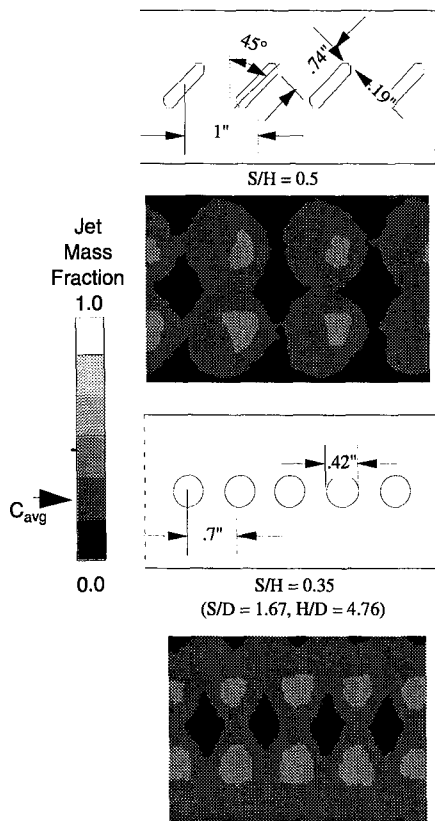 45°
.74"
.19"
1"
S/H = 0.5
Jet
Mass
Fraction
1.0
Cavg
0.0
.42"
.7"
S/H = 0.35
(S/D = 1.67, H/D = 4.76)